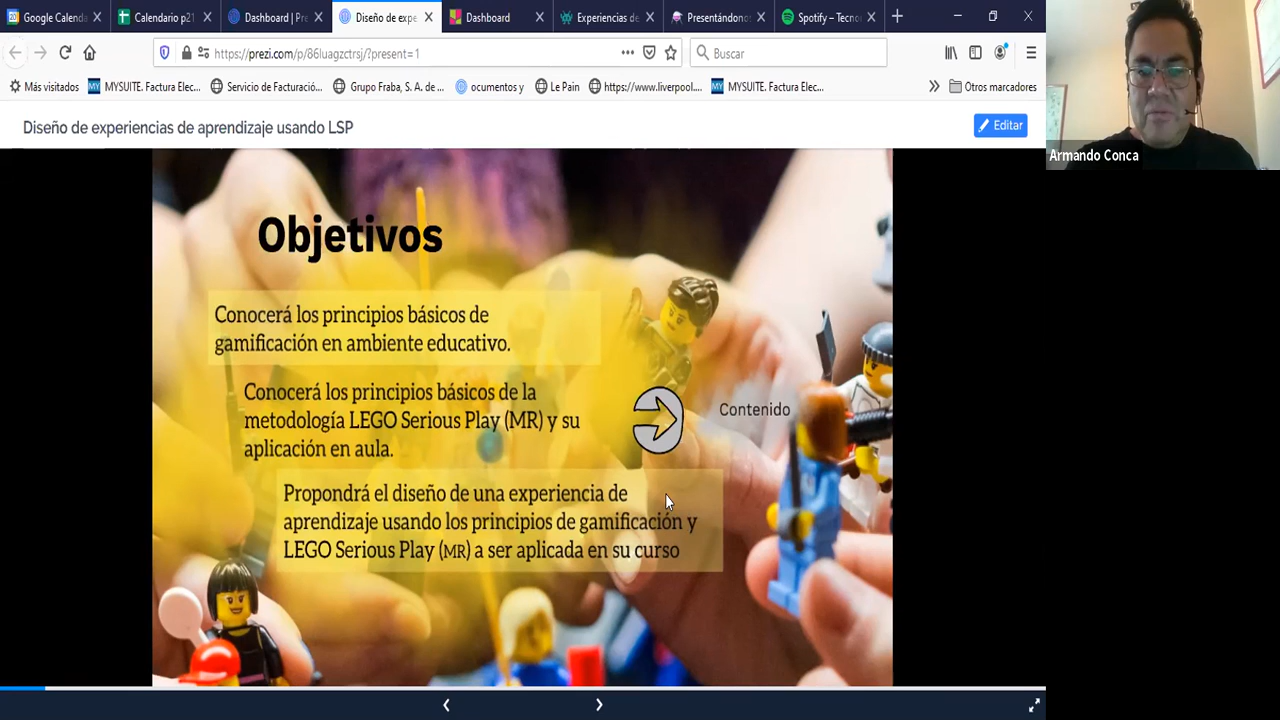 Google Calenda
Calendario p21
Dashboard | Pre
Diseño de expe
Dashboard
Experiencias de
Presentándono
Spotify – Tecno
https://prezi.com/p/86luagzctrsj/?present=1
Buscar
Más visitados
MYSUITE. Factura Elec...
Servicio de Facturació...
Grupo Fraba, S. A. de ...
ocumentos y
Le Pain
https://www.liverpool....
MYSUITE. Factura Elec...
Otros marcadores
Diseño de experiencias de aprendizaje usando LSP
Editar
Armando Conca
Objetivos
Conocerá los principios básicos de
gamificación en ambiente educativo.
Conocerá los principios básicos de la
metodología LEGO Serious Play (MR) y su
aplicación en aula.
Contenido
Propondrá el diseño de una experiencia de
aprendizaje usando los principios de gamificación y
LEGO Serious Play (MR) a ser aplicada en su curso